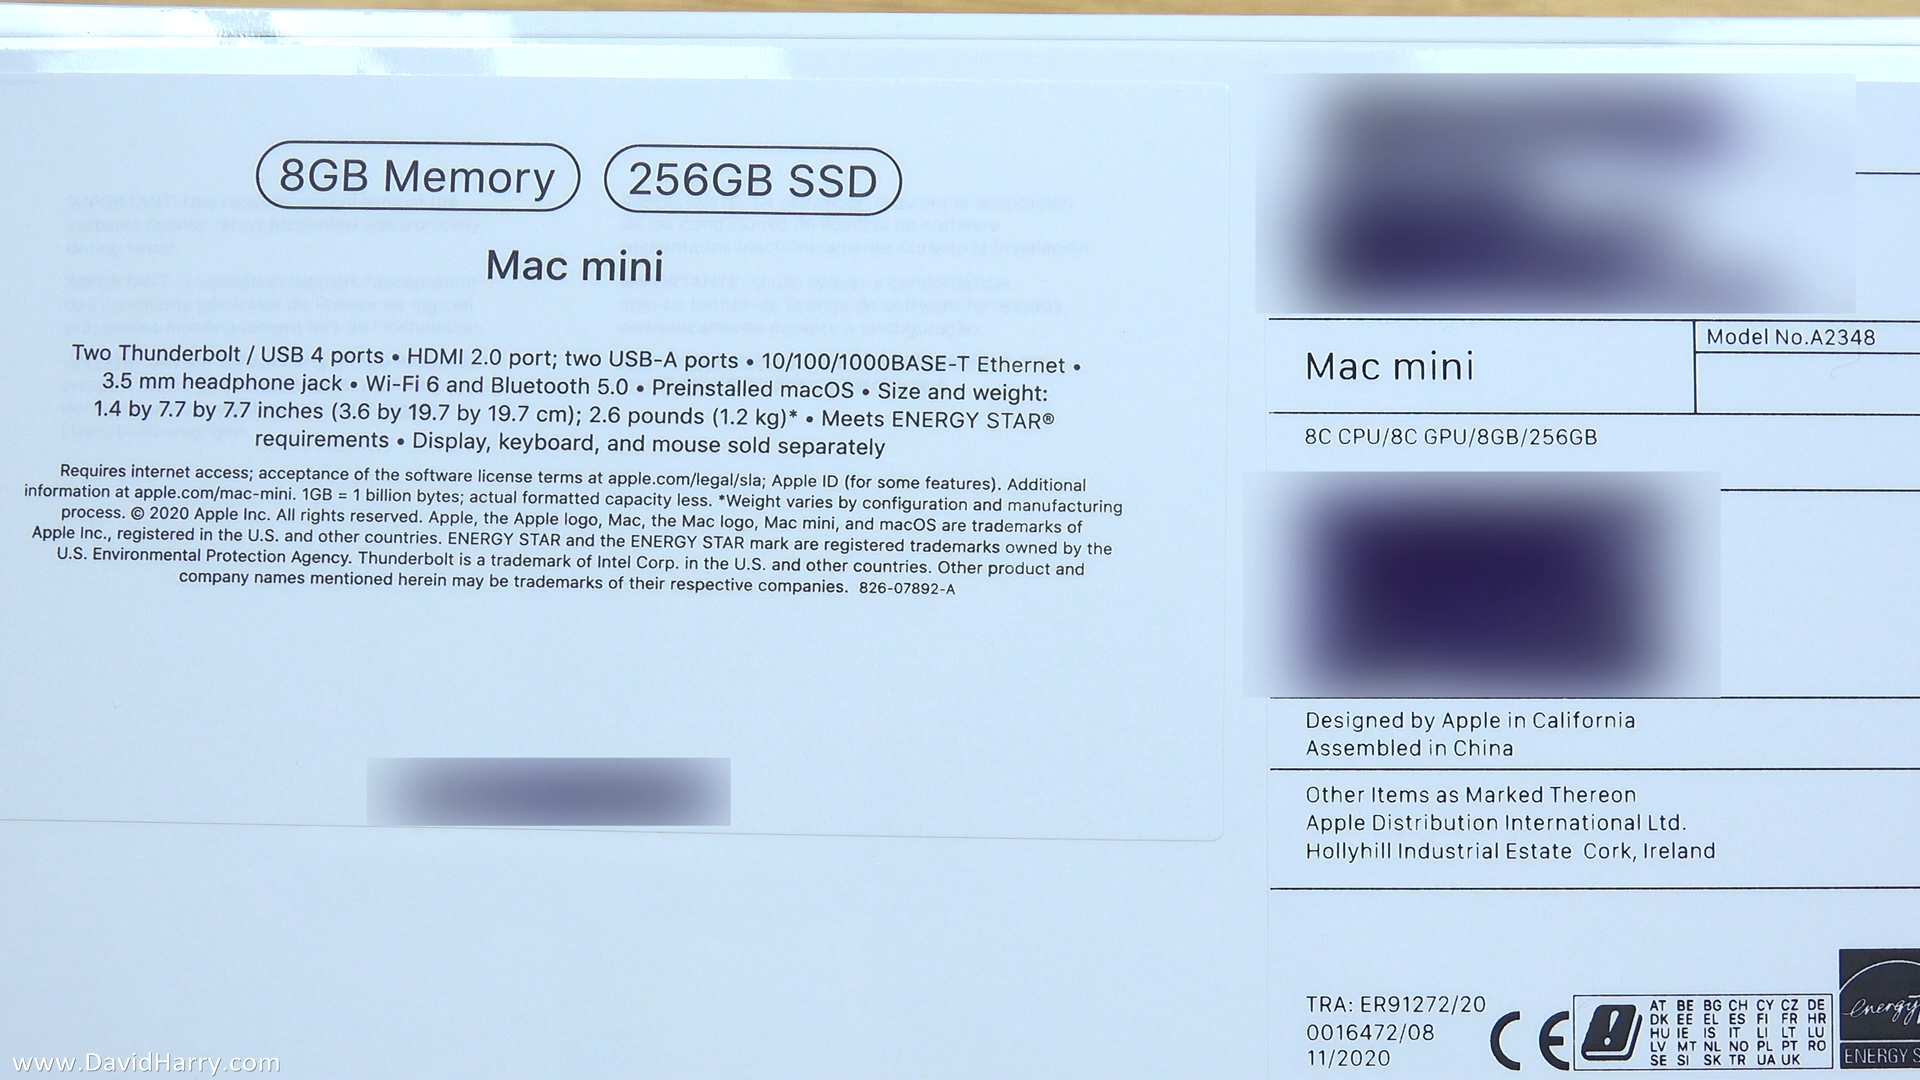 8GB Memory 256GB SSD
Mac mini
Two Thunderbolt / USB 4 ports • HDMI 2.0 port; two USB-A ports • 10/100/1000BASE-T Ethernet •
3.5 mm headphone jack • Wi-Fi 6 and Bluetooth 5.0 • Preinstalled macOS • Size and weight:
1.4 by 7.7 by 7.7 inches (3.6 by 19.7 by 19.7 cm); 2.6 pounds (1.2 kg)* • Meets ENERGY STAR®
requirements • Display, keyboard, and mouse sold separately
Requires internet access; acceptance of the software license terms at apple.com/legal/sla; Apple ID (for some features). Additional
information at apple.com/mac-mini. 1GB = 1 billion bytes; actual formatted capacity less. *Weight varies by configuration and manufacturing
process. © 2020 Apple Inc. All rights reserved. Apple, the Apple logo, Mac, the Mac logo, Mac mini, and macOS are trademarks of
Apple Inc., registered in the U.S. and other countries. ENERGY STAR and the ENERGY STAR mark are registered trademarks owned by the
U.S. Environmental Protection Agency. Thunderbolt is a trademark of Intel Corp. in the U.S. and other countries. Other product and
company names mentioned herein may be trademarks of their respective companies. 826-07892-A
Mac mini
Model No.A2348
8C CPU/8C GPU/8GB/256GB
Designed by Apple in California
Assembled in China
Other Items as Marked Thereon
Apple Distribution International Ltd.
Hollyhill Industrial Estate Cork, Ireland
TRA: ER91272/20
0016472/08
11/2020
CE
AT BE BG CH CY CZ DE
DK EE EL ES FI FR HR
HU IE IS IT LI LT LU
LV MT NL NO PL PT RO
SE SI SK TR UA UK
energy
ENERGY S
www.DavidHarry.com